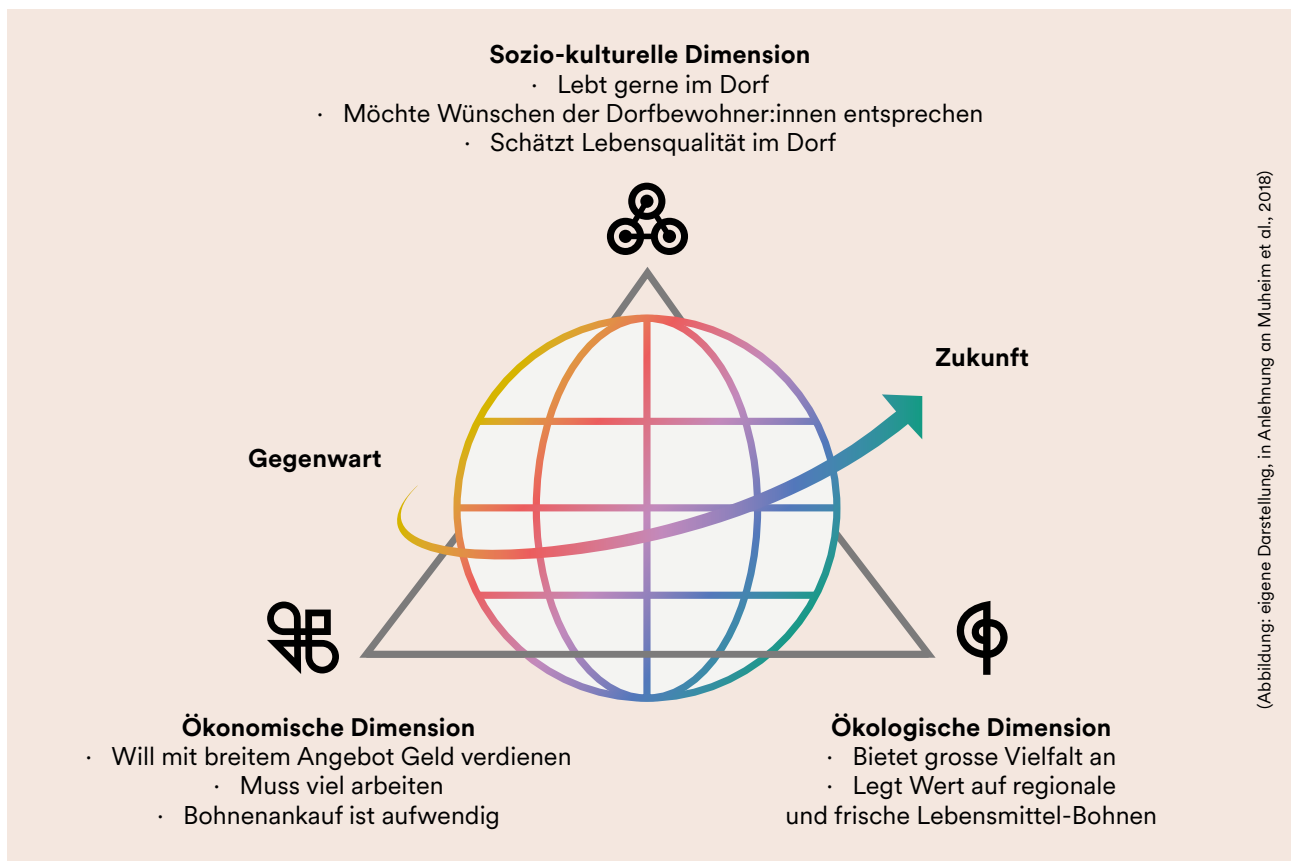 Sozio-kulturelle Dimension
· Lebt gerne im Dorf
· Möchte Wünschen der Dorfbewohner:innen entsprechen
· Schätzt Lebensqualität im Dorf
Zukunft
Gegenwart
Ökonomische Dimension
· Will mit breitem Angebot Geld verdienen
· Muss viel arbeiten
· Bohnenankauf ist aufwendig
Ökologische Dimension
· Bietet grosse Vielfalt an
· Legt Wert auf regionale
und frische Lebensmittel-Bohnen
(Abbildung: eigene Darstellung, in Anlehnung an Muheim et al., 2018)